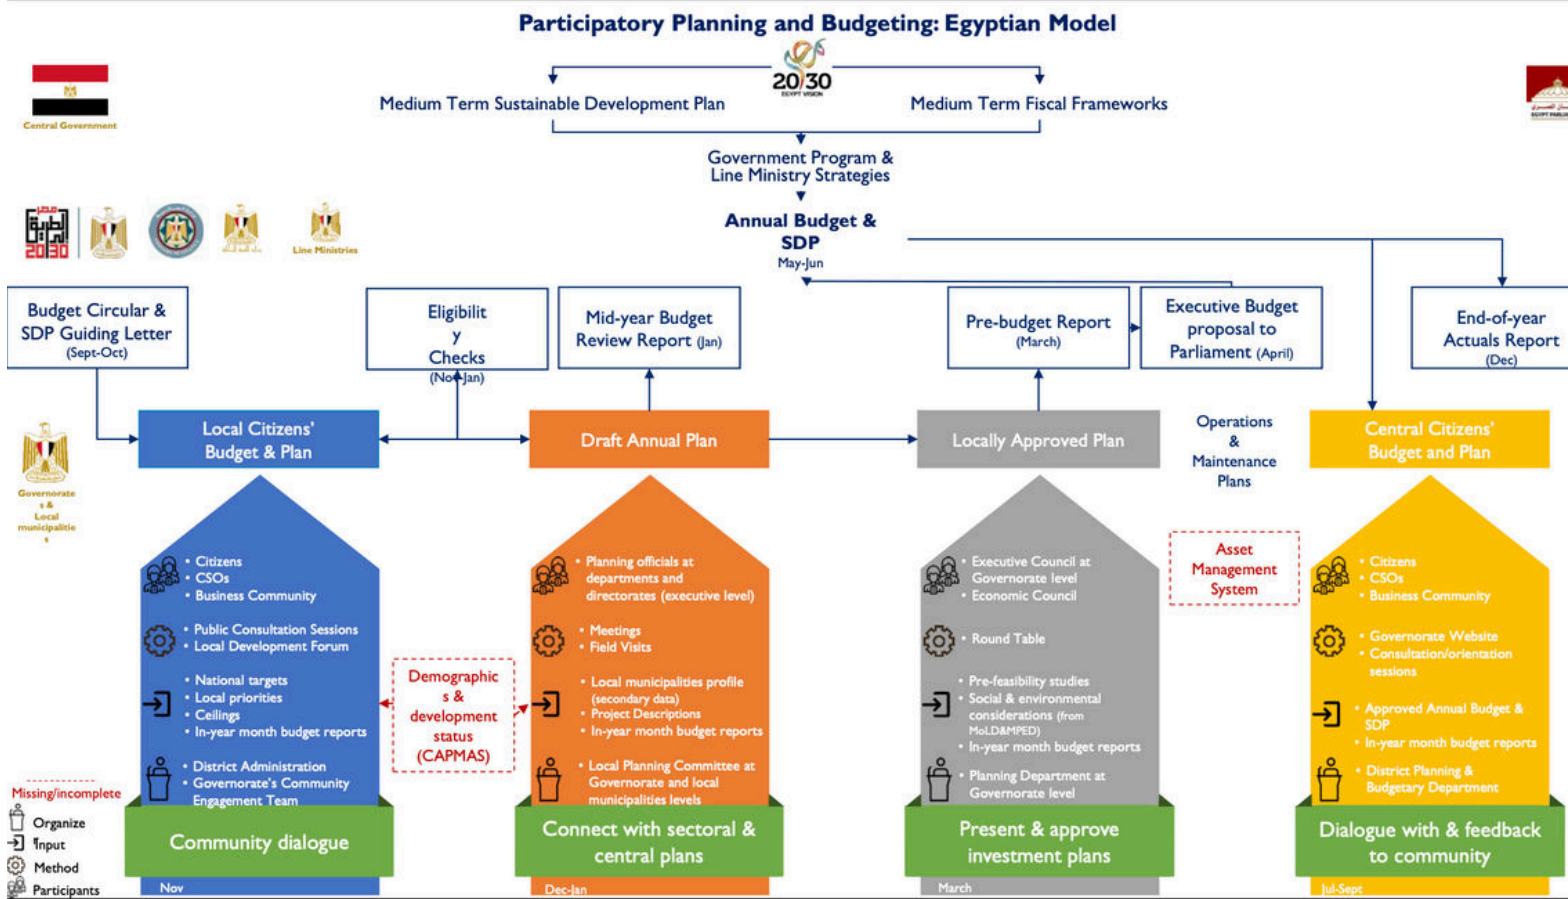 Participatory Planning and Budgeting: Egyptian Model
20/30
EGYPT VISION
Central Government
Medium Term Sustainable Development Plan
Medium Term Fiscal Frameworks
Government Program &
Line Ministry Strategies
Annual Budget &
SDP
May-Jun
مصر
الطريق
إلى
2030
Line Ministries
Budget Circular &
SDP Guiding Letter
(Sept-Oct)
Eligibilit
y
Checks
(Nov-Jan)
Mid-year Budget
Review Report (Jan)
Pre-budget Report
(March)
Executive Budget
proposal to
Parliament (April)
End-of-year
Actuals Report
(Dec)
Governorate
s &
Local
municipalitie
s
Local Citizens'
Budget & Plan
Draft Annual Plan
Locally Approved Plan
Operations
&
Maintenance
Plans
Central Citizens'
Budget and Plan
• Citizens
• CSOs
• Business Community
• Public Consultation Sessions
• Local Development Forum
• National targets
• Local priorities
• Ceilings
• In-year month budget reports
• District Administration
• Governorate's Community
Engagement Team
Community dialogue
Nov
Demographic
s &
development
status
(CAPMAS)
• Planning officials at
departments and
directorates (executive level)
• Meetings
• Field Visits
• Local municipalities profile
(secondary data)
• Project Descriptions
• In-year month budget reports
• Local Planning Committee at
Governorate and local
municipalities levels
Connect with sectoral &
central plans
Dec-Jan
• Executive Council at
Governorate level
• Economic Council
• Round Table
• Pre-feasibility studies
• Social & environmental
considerations (from
MoLD&MPED)
• In-year month budget reports
• Planning Department at
Governorate level
Present & approve
investment plans
March
Asset
Management
System
• Citizens
• CSOs
• Business Community
• Governorate Website
• Consultation/orientation
sessions
• Approved Annual Budget &
SDP
• In-year month budget reports
• District Planning &
Budgetary Department
Dialogue with & feedback
to community
Jul-Sept
Missing/incomplete
Organize
Input
Method
Participants